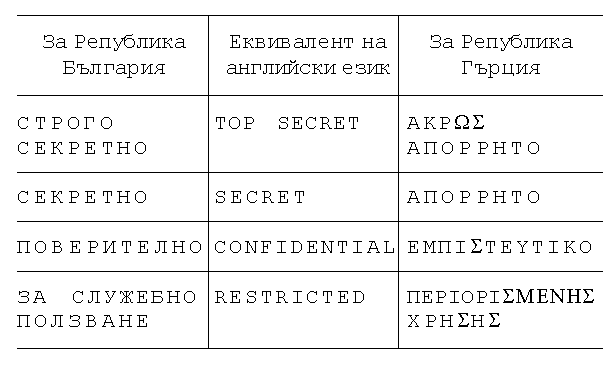 За Република България
Еквивалент на английски език
За Република Гърция
СТРОГО СЕКРЕТНО
TOP SECRET
ΑΚΡΩΣ ΑΠΟΡΡΗΤΟ
СЕКРЕТНО
SECRET
ΑΠΟΡΡΗΤΟ
ПОВЕРИТЕЛНО
CONFIDENTIAL
ΕΜΠΙΣΤΕΥΤΙΚΟ
ЗА СЛУЖЕБНО ПОЛЗВАНЕ
RESTRICTED
ΠΕΡΙΟΡΙΣΜΕΝΗΣ ΧΡΗΣΗΣ